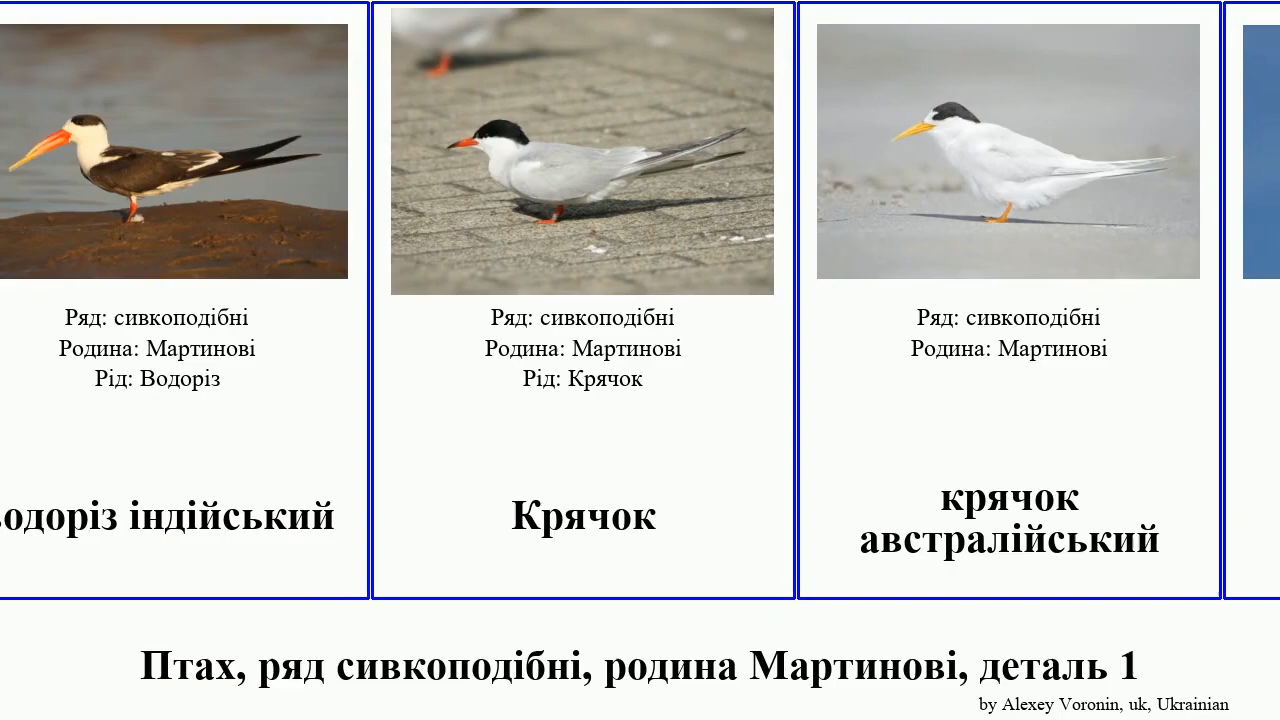 Ряд: сивкоподібні
Родина: Мартинові
Рід: Водоріз
індійський
Ряд: сивкоподібні
Родина: Мартинові
Рід: Крячок
Крячок
Ряд: сивкоподібні
Родина: Мартинові
крячок
австралійський
Птах, ряд сивкоподібні, родина Мартинові, деталь 1
by Alexey Voronin, uk, Ukrainian